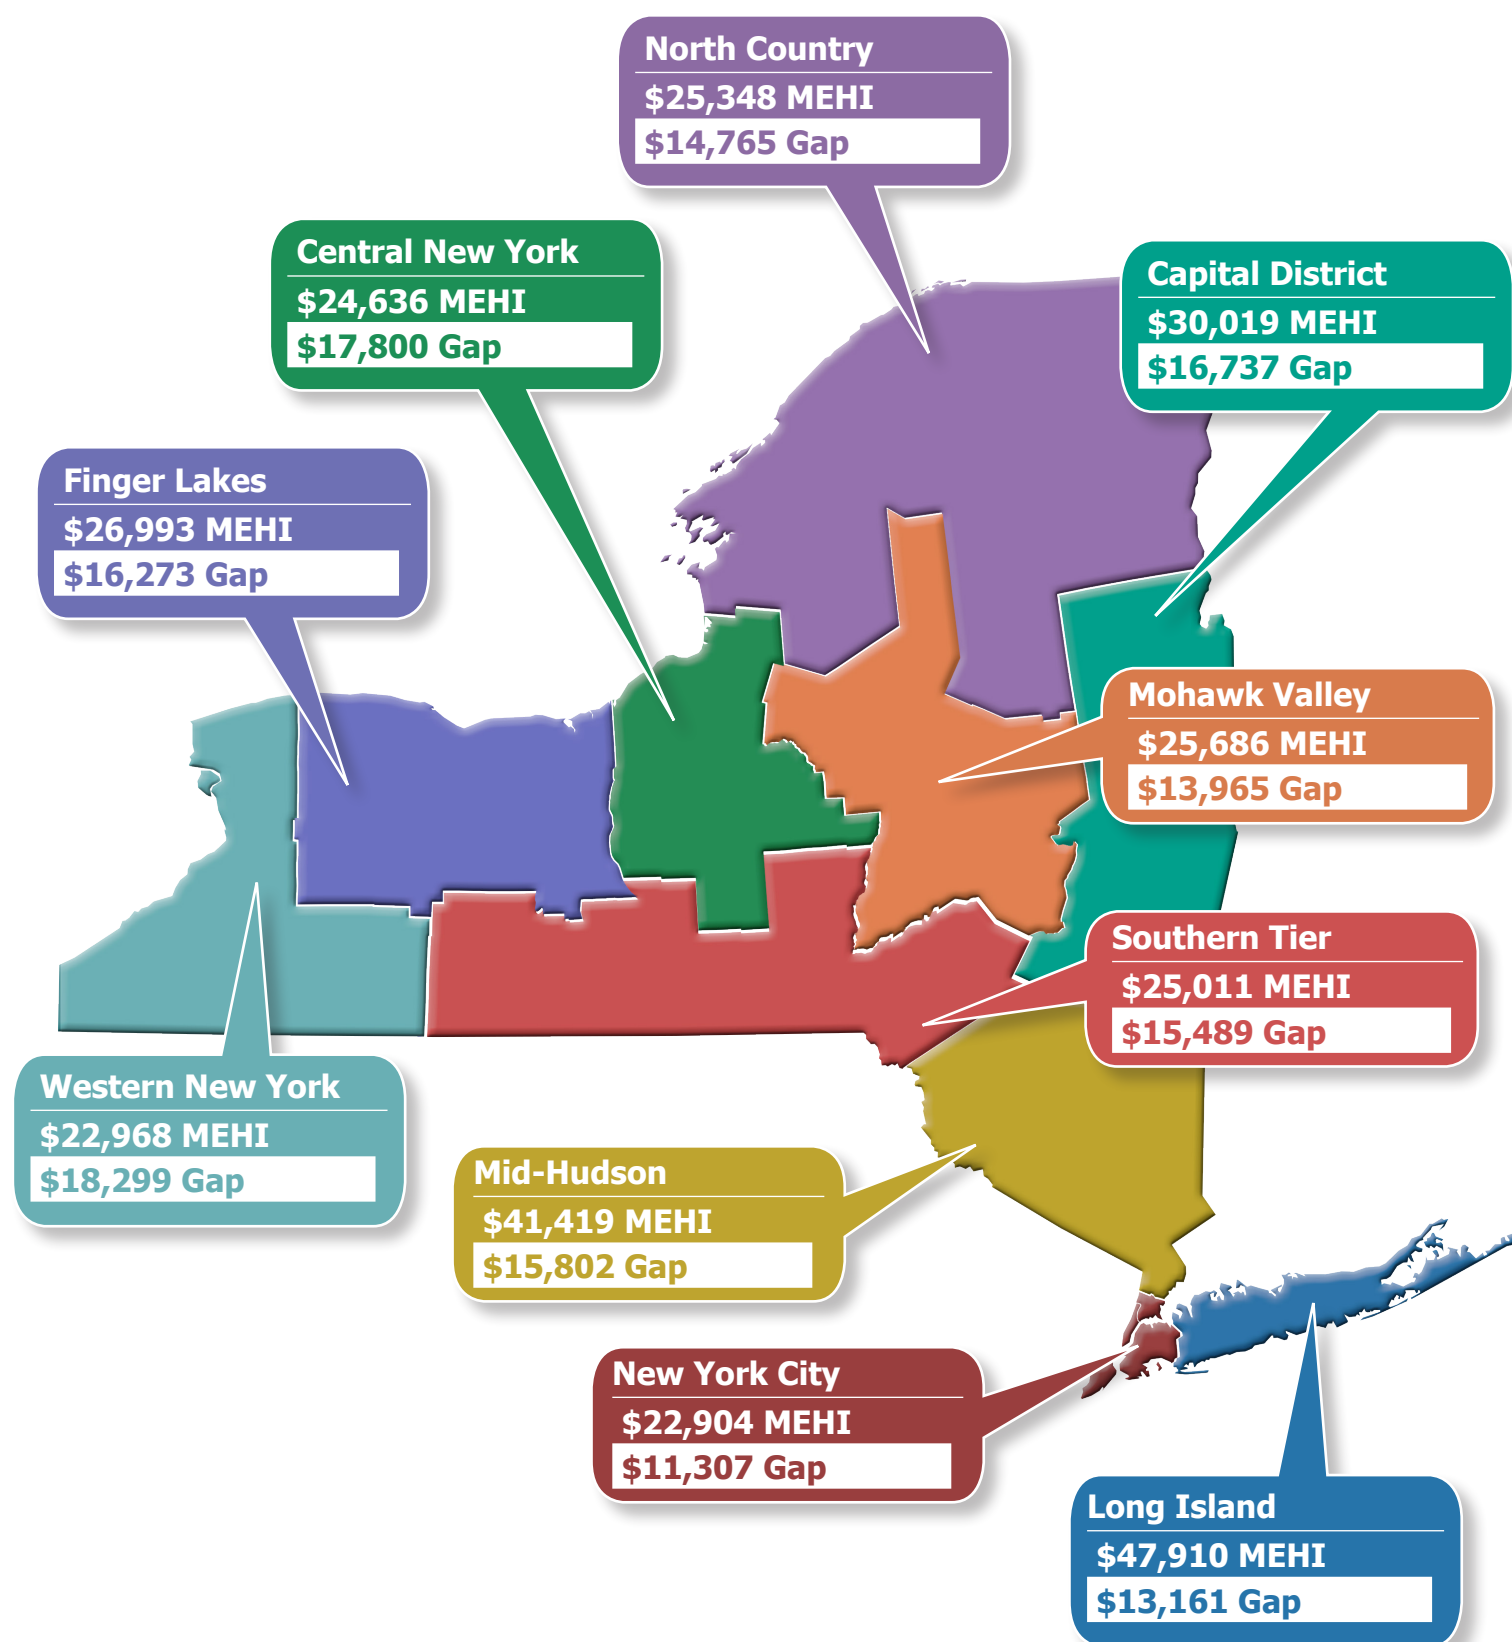 North Country
$25,348 MEHI
$14,765 Gap
Central New York
$24,636 MEHI
$17,800 Gap
Capital District
$30,019 MEHI
$16,737 Gap
Finger Lakes
$26,993 MEHI
$16,273 Gap
Mohawk Valley
$25,686 MEHI
$13,965 Gap
Southern Tier
$25,011 MEHI
$15,489 Gap
Western New York
$22,968 MEHI
$18,299 Gap
Mid-Hudson
$41,419 MEHI
$15,802 Gap
New York City
$22,904 MEHI
$11,307 Gap
Long Island
$47,910 MEHI
$13,161 Gap